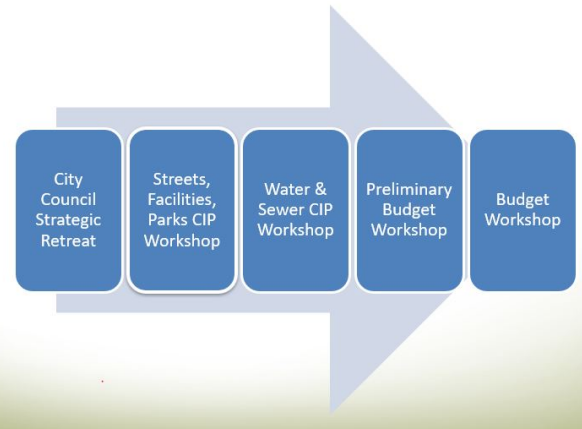 City
Council
Strategic
Retreat
Streets,
Facilities,
Parks CIP
Workshop
Water &
Sewer CIP
Workshop
Preliminary
Budget
Workshop
Budget
Workshop